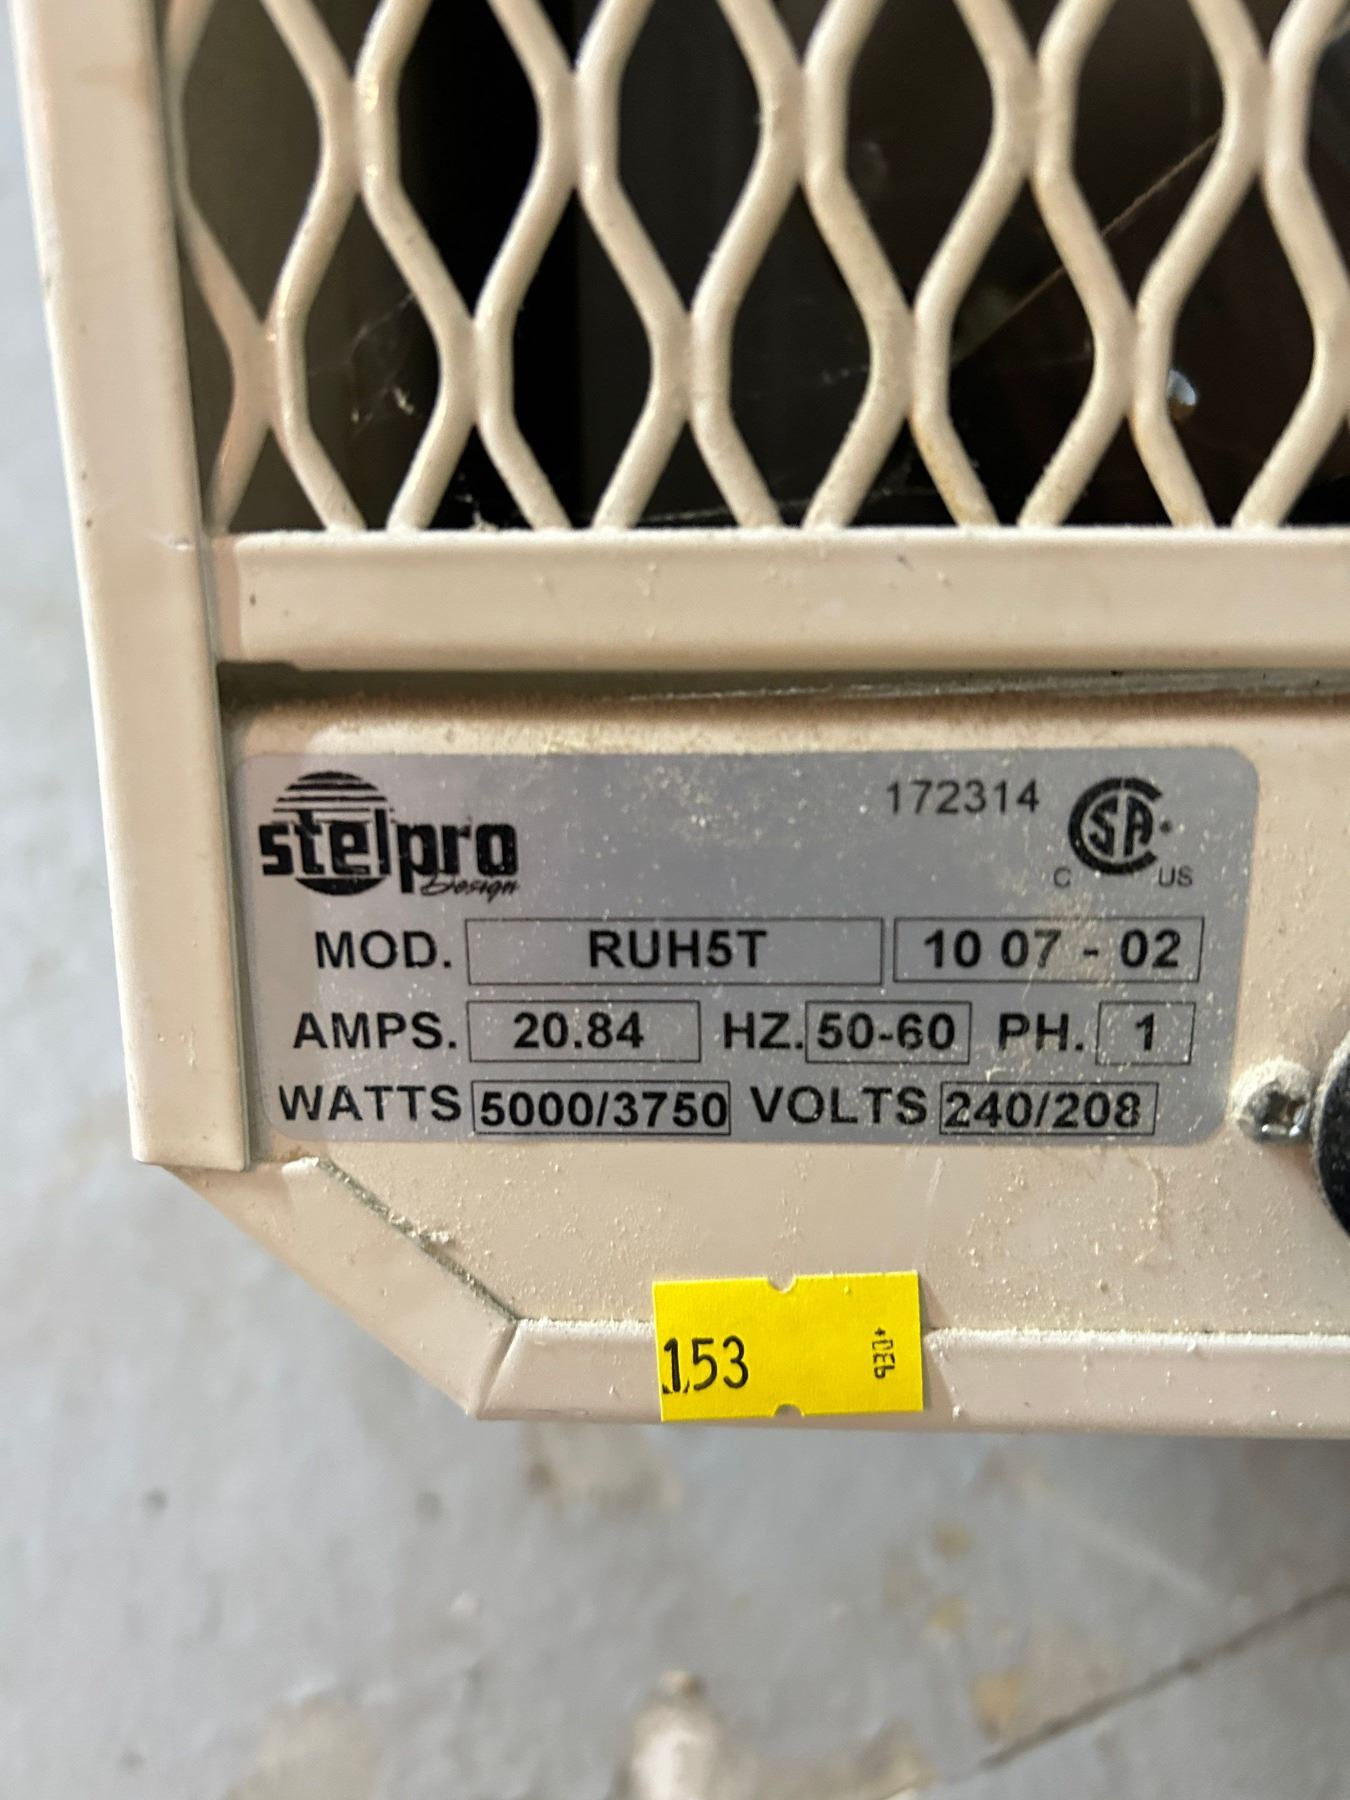 stelpro
Design
172314
CSA
C US
MOD. RUH5T 10 07 - 02
AMPS. 20.84 HZ. 50-60 PH. 1
WATTS 5000/3750 VOLTS 240/208
153